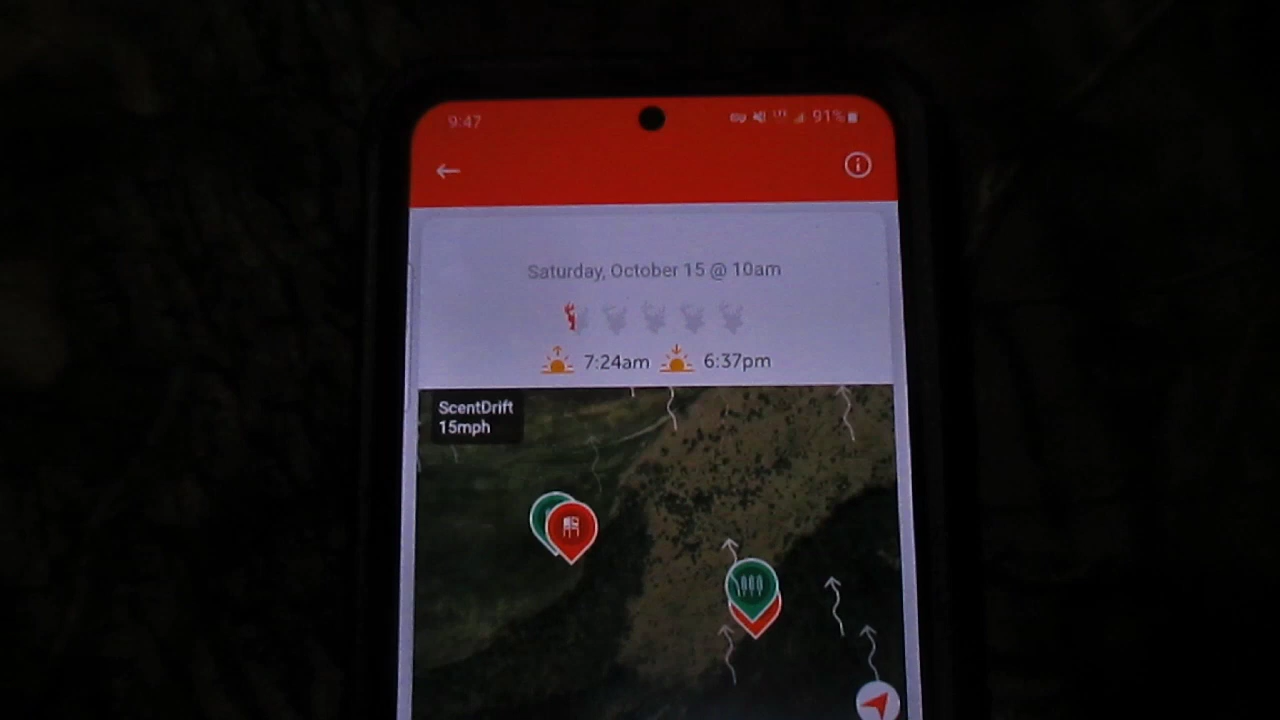 9:47
91%
Saturday, October 15 @ 10am
7:24am
6:37pm
ScentDrift
15mph